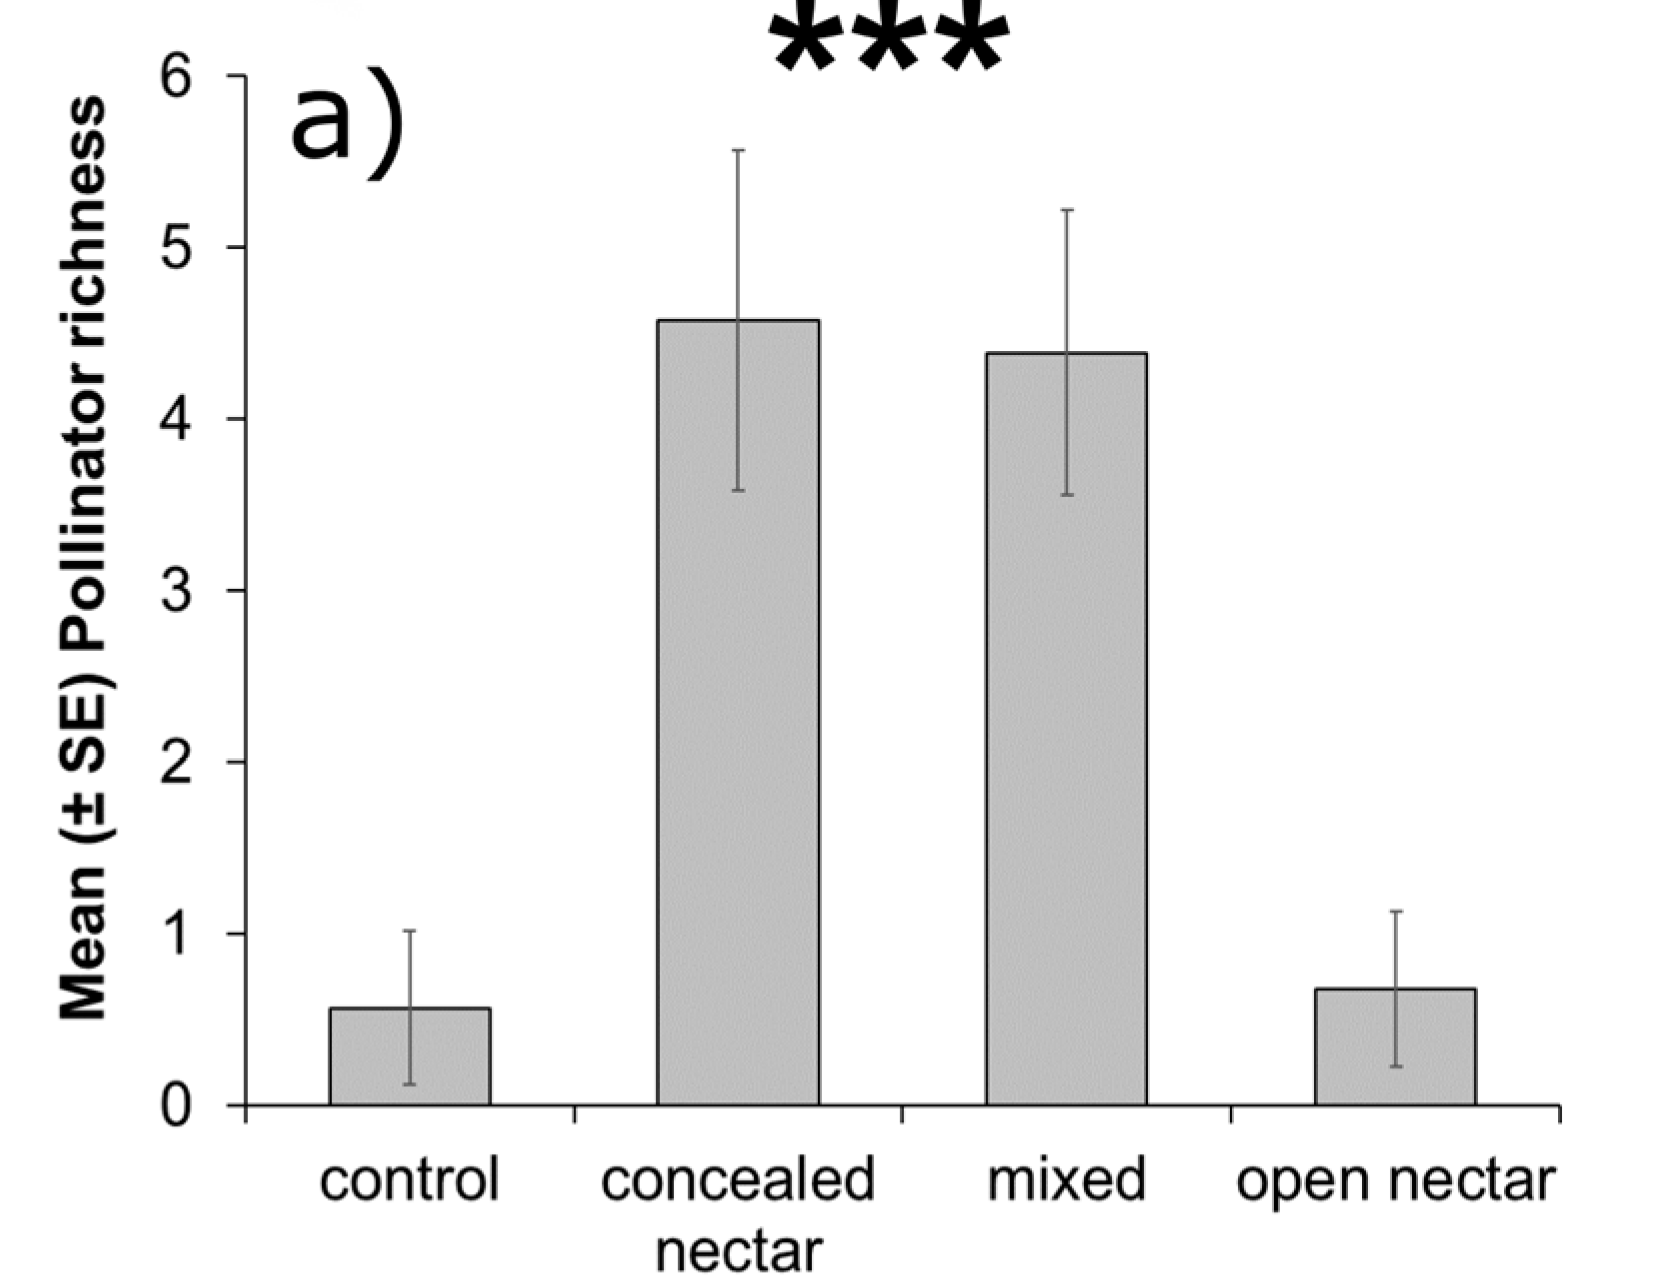 ***
a)
Mean (± SE) Pollinator richness
6
5
4
3
2
1
0
control
concealed
nectar
mixed
open nectar